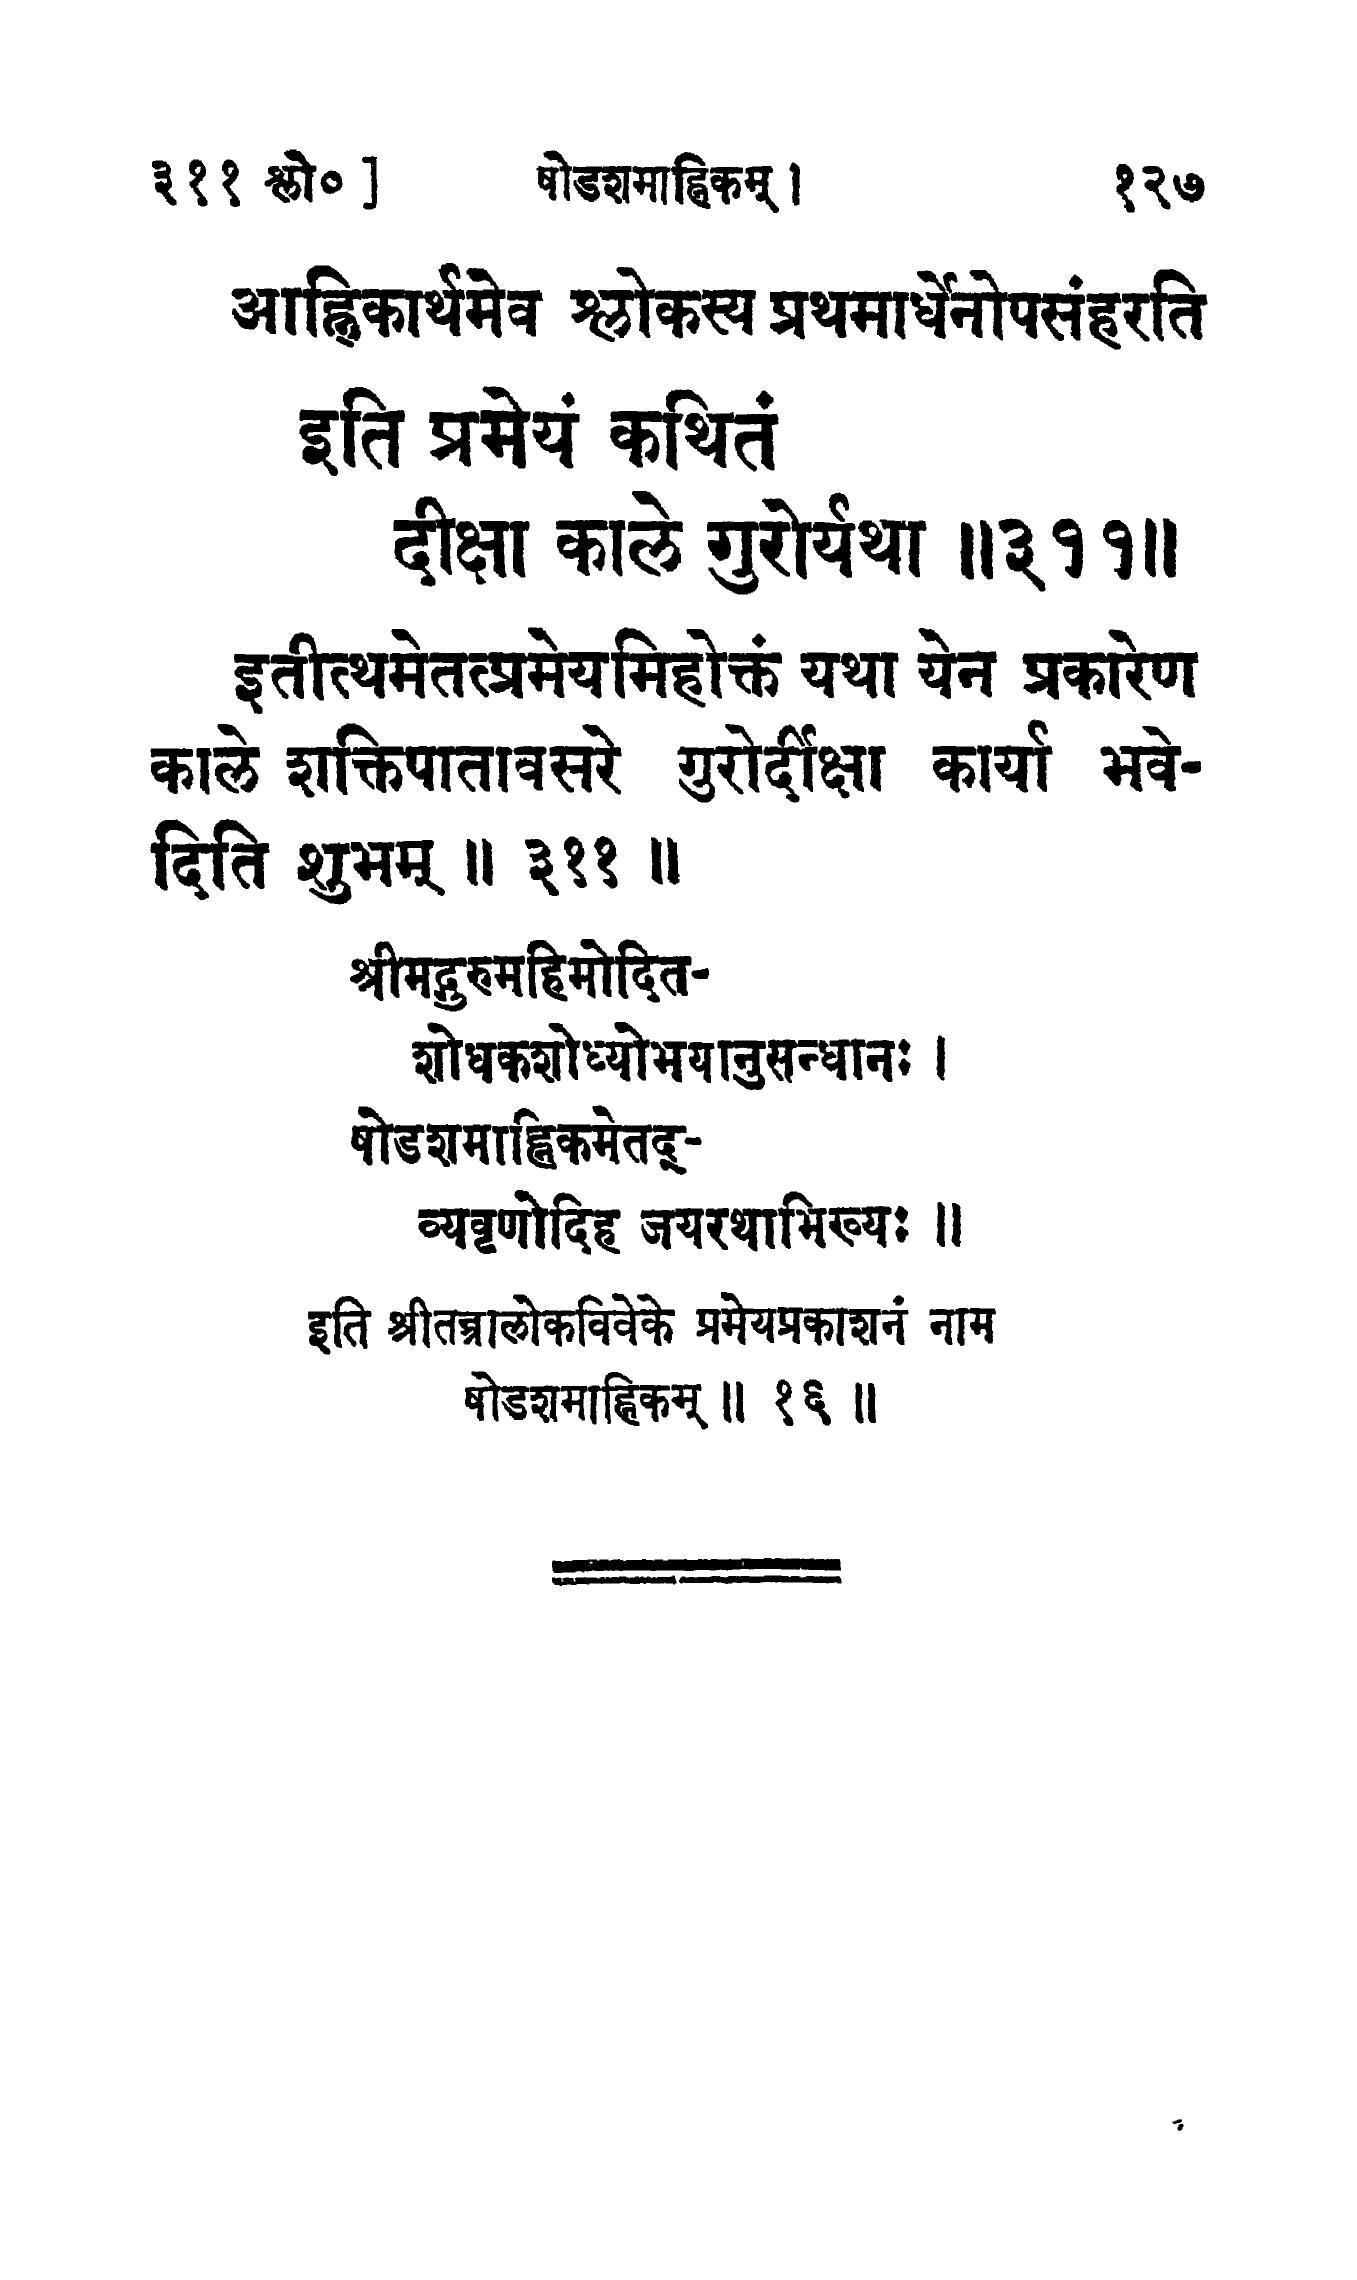 ३११ श्लो० ] षोडशमाह्निकम् । १२७
आह्निकार्थमेव श्लोकस्य प्रथमार्धेनोपसंहरति
इति प्रमेयं कथितं
दीक्षा काले गुरोर्यथा ॥३११॥
इतीत्थमेतत्प्रमेयमिहोक्तं यथा येन प्रकारेण
काले शक्तिपातावसरे गुरोर्दीक्षा कार्या भवे-
दिति शुभम् ॥ ३११ ॥
श्रीमद्गुरुमहिमोदित-
शोधकशोध्योभयानुसन्धानः ।
षोडशमाह्निकमेतद्-
व्यवृणोदिह जयरथाभिख्यः ॥
इति श्रीतन्त्रालोकविवेके प्रमेयप्रकाशनं नाम
षोडशमाह्निकम् ॥ १६ ॥